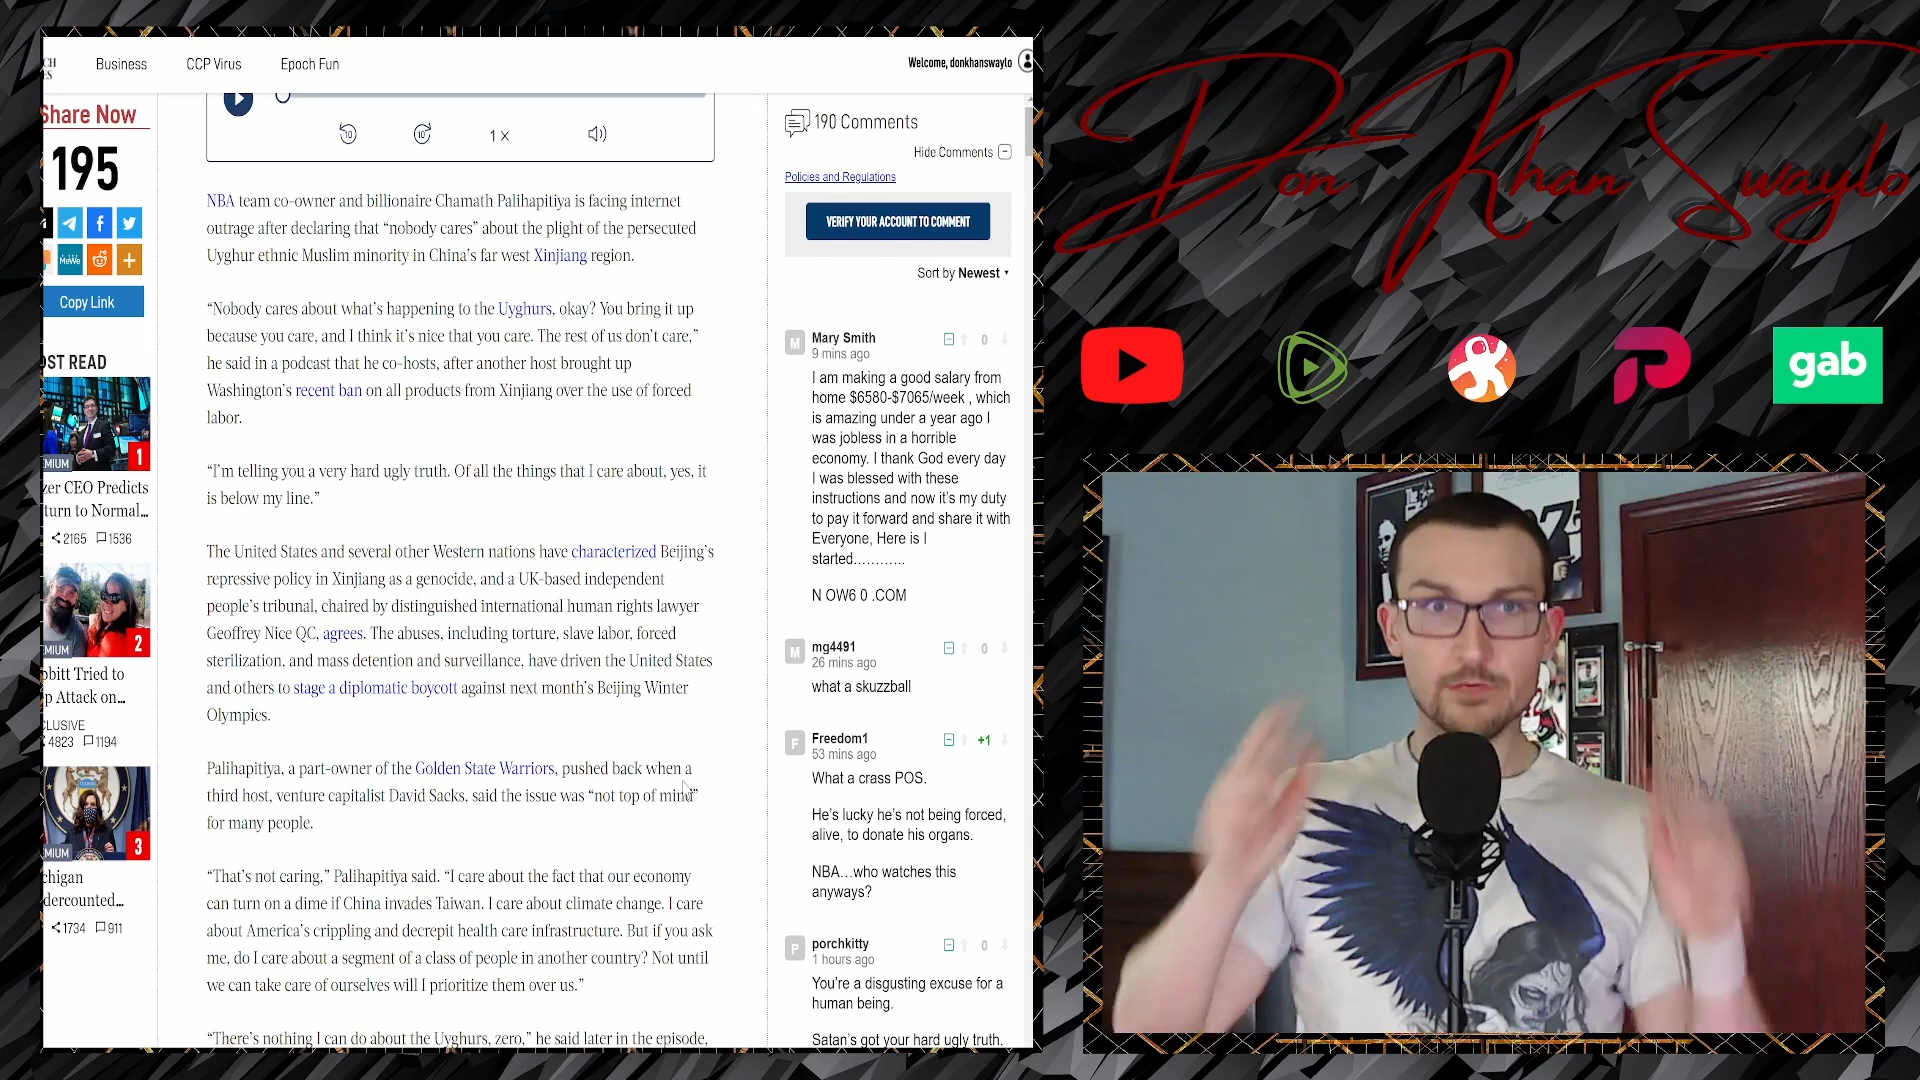 CH
ES
Business
CCP Virus
Epoch Fun
Welcome, donkhanswaylo
Share Now
195
MeWe
Copy Link
OST READ
EMIUM
1
zer CEO Predicts
turn to Normal...
2165 1536
EMIUM
2
bbitt Tried to
p Attack on...
CLUSIVE
4823 1194
EMIUM
3
chigan
dercounted...
1734 911
10
10
1 x
NBA team co-owner and billionaire Chamath Palihapitiya is facing internet
outrage after declaring that “nobody cares” about the plight of the persecuted
Uyghur ethnic Muslim minority in China’s far west Xinjiang region.
“Nobody cares about what’s happening to the Uyghurs, okay? You bring it up
because you care, and I think it’s nice that you care. The rest of us don’t care,”
he said in a podcast that he co-hosts, after another host brought up
Washington’s recent ban on all products from Xinjiang over the use of forced
labor.
“I’m telling you a very hard ugly truth. Of all the things that I care about, yes, it
is below my line.”
The United States and several other Western nations have characterized Beijing’s
repressive policy in Xinjiang as a genocide, and a UK-based independent
people’s tribunal, chaired by distinguished international human rights lawyer
Geoffrey Nice QC, agrees. The abuses, including torture, slave labor, forced
sterilization, and mass detention and surveillance, have driven the United States
and others to stage a diplomatic boycott against next month’s Beijing Winter
Olympics.
Palihapitiya, a part-owner of the Golden State Warriors, pushed back when a
third host, venture capitalist David Sacks, said the issue was “not top of mind”
for many people.
“That’s not caring,” Palihapitiya said. “I care about the fact that our economy
can turn on a dime if China invades Taiwan. I care about climate change. I care
about America’s crippling and decrepit health care infrastructure. But if you ask
me, do I care about a segment of a class of people in another country? Not until
we can take care of ourselves will I prioritize them over us.”
“There’s nothing I can do about the Uyghurs, zero,” he said later in the episode,
190 Comments
Hide Comments
Policies and Regulations
VERIFY YOUR ACCOUNT TO COMMENT
Sort by Newest
M
Mary Smith
0
9 mins ago
I am making a good salary from
home $6580-$7065/week , which
is amazing under a year ago I
was jobless in a horrible
economy. I thank God every day
I was blessed with these
instructions and now it’s my duty
to pay it forward and share it with
Everyone, Here is I
started...........
N OW6 0 .COM
M
mg4491
0
26 mins ago
what a skuzzball
F
Freedom1
+1
53 mins ago
What a crass POS.
He’s lucky he’s not being forced,
alive, to donate his organs.
NBA…who watches this
anyways?
P
porchkitty
0
1 hours ago
You’re a disgusting excuse for a
human being.
Satan’s got your hard ugly truth.
Don Khan Swaylo
gab